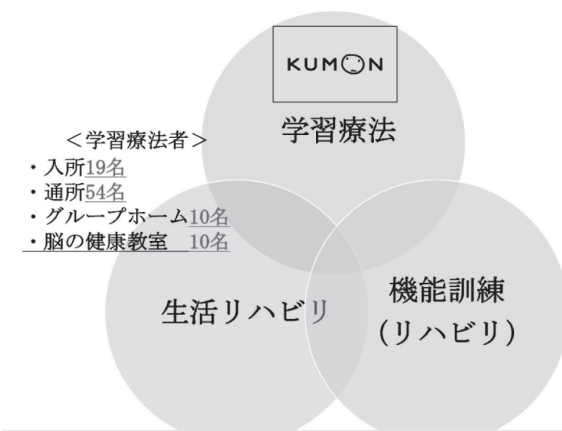 KUMON
学習療法
＜学習療法者＞
・入所19名
・通所54名
・グループホーム10名
・脳の健康教室　10名
生活リハビリ
機能訓練
(リハビリ)